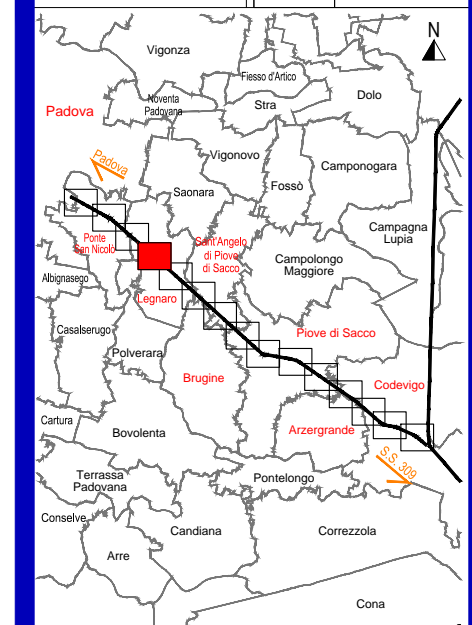 N
Vigonza
Fiesso d'Artico
Dolo
Noventa
Padovana
Stra
Padova
Vigonovo
Camponogara
Padova
Saonara
Fossò
Campagna
Lupia
Ponte
San Nicolò
Sant'Angelo
di Piove
di Sacco
Campolongo
Maggiore
Albignasego
Legnaro
Casalserugo
Piove di Sacco
Polverara
Brugine
Codevigo
Cartura
Bovolenta
Arzergrande
S.S. 309
Terrassa
Padovana
Pontelongo
Conselve
Candiana
Correzzola
Arre
Cona